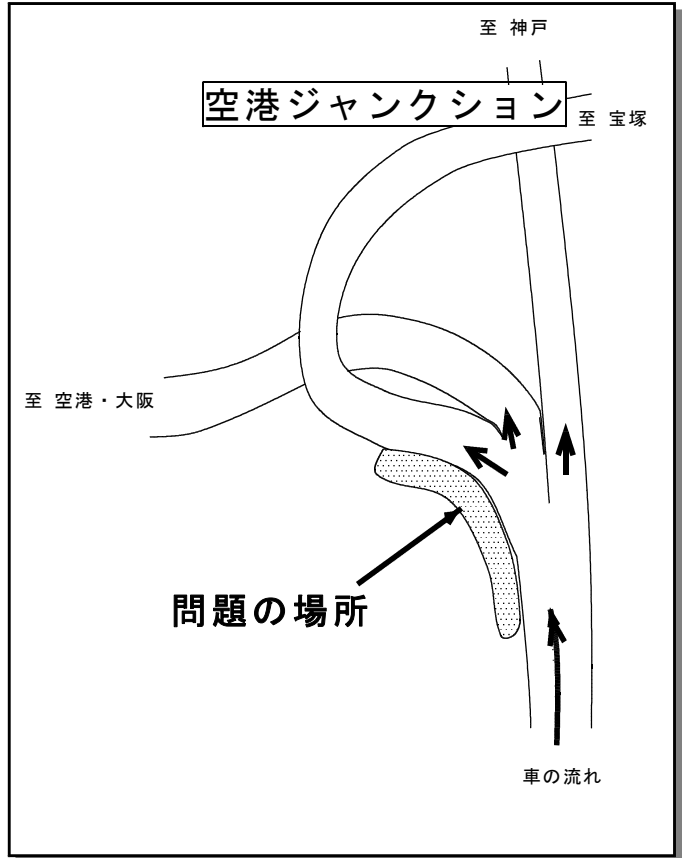 至 神戸
空港ジャンクション
至 宝塚
至 空港・大阪
問題の場所
車の流れ